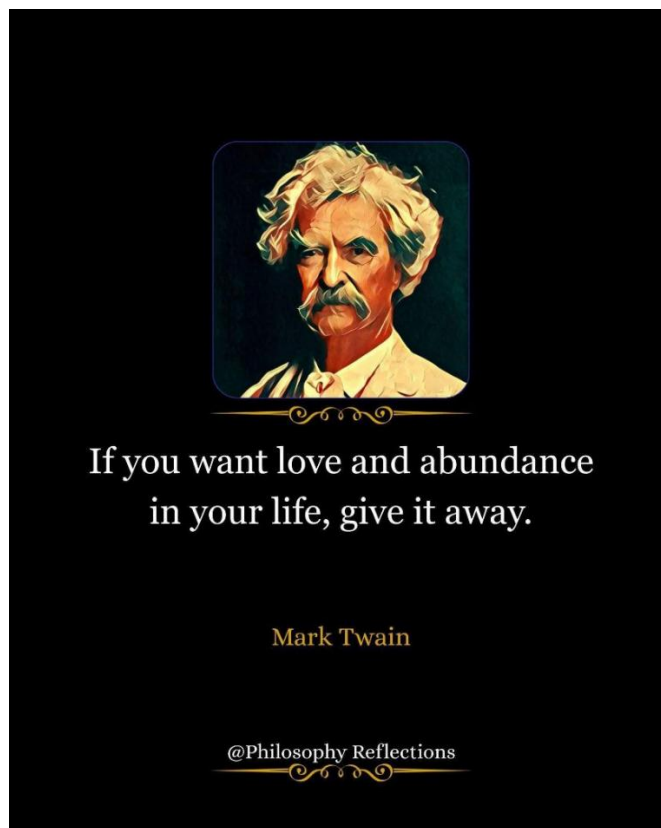 If you want love and abundance
in your life, give it away.
Mark Twain
@Philosophy Reflections